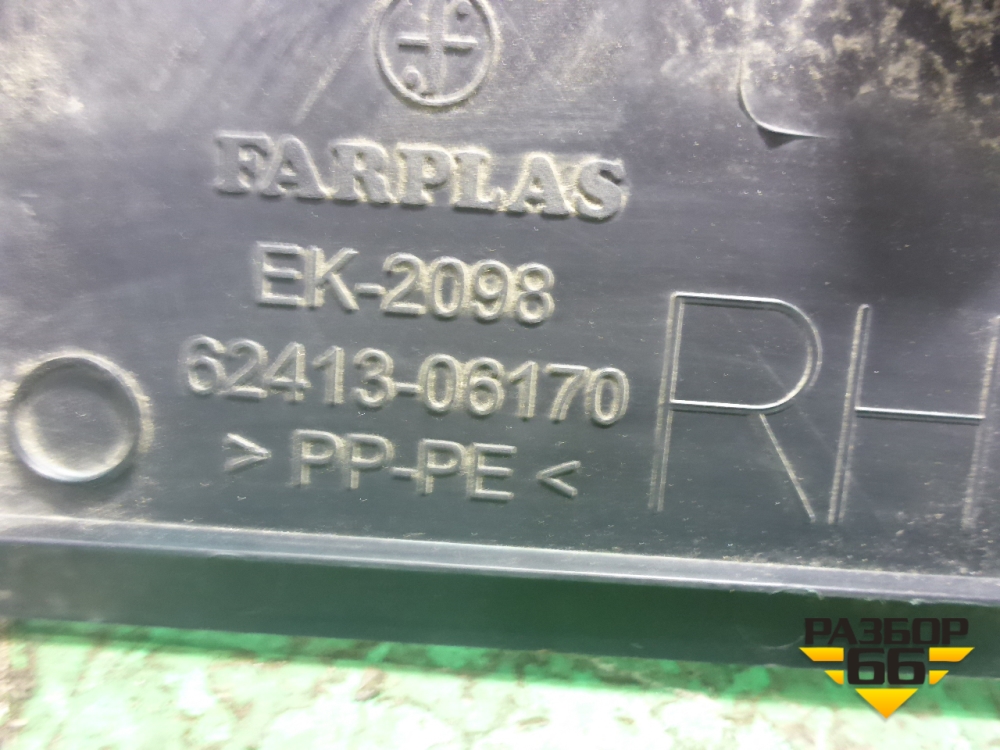 FARPLAS
EK-2098
62413-06170
> PP-PE <
RH
РАЗБОР
66